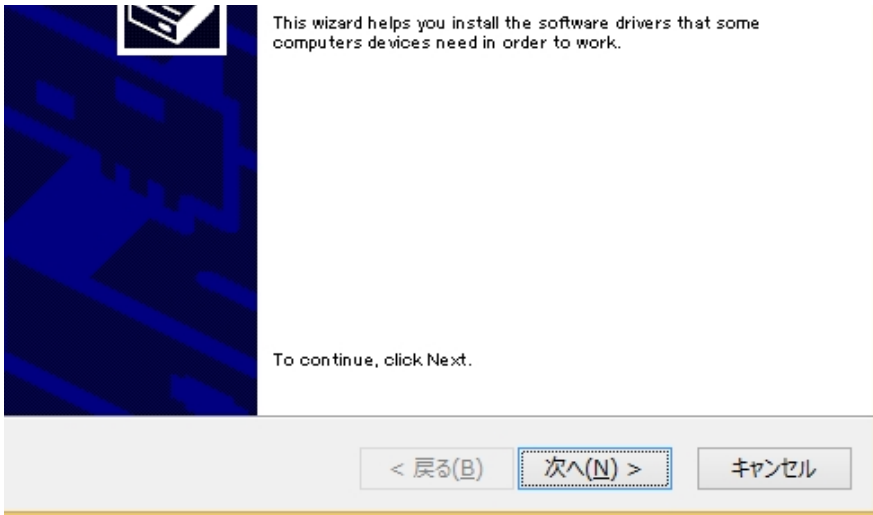 This wizard helps you install the software drivers that some
computers devices need in order to work.
To continue, click Next.
< 戻る(B)
次へ(N) >
キャンセル